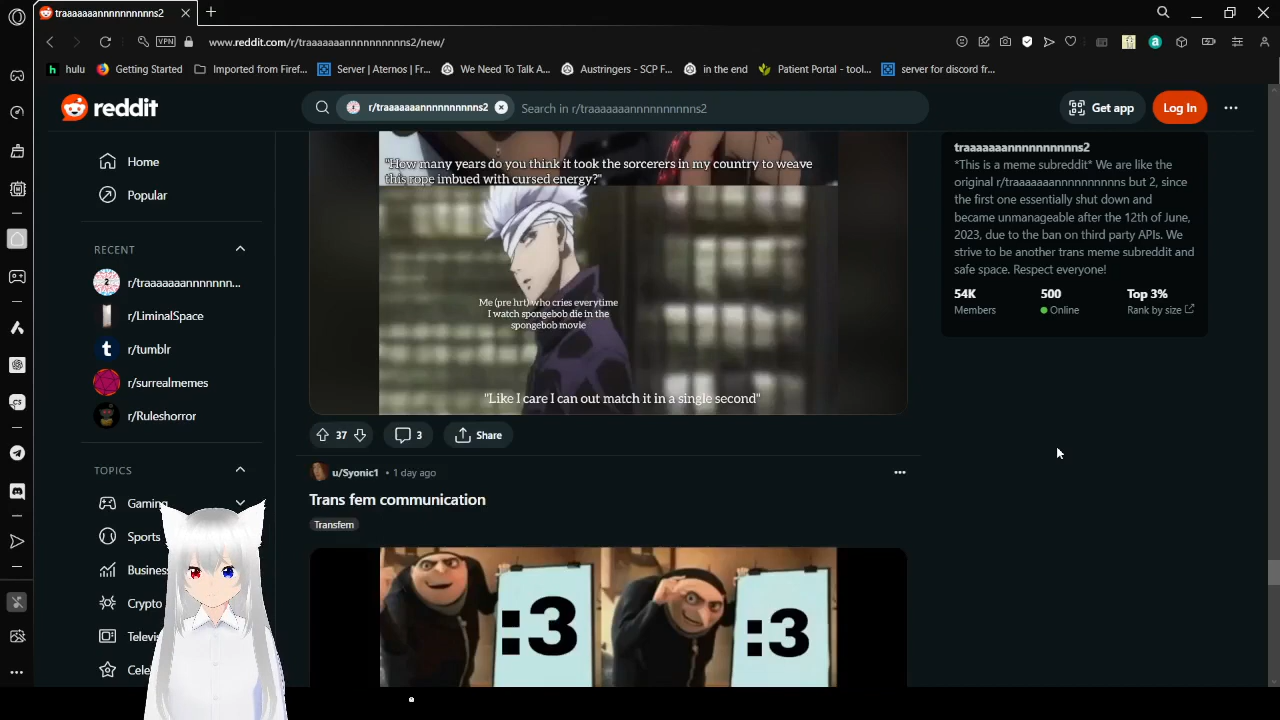 traaaaaaannnnnnnnnns2
VPN
www.reddit.com/r/traaaaaaannnnnnnnnns2/new/
hulu
Getting Started
Imported from Firef...
Server | Aternos | Fr...
We Need To Talk A...
Austringers - SCP F...
in the end
Patient Portal - tool...
server for discord fr...
reddit
r/traaaaaaannnnnnnnnns2
Search in r/traaaaaaannnnnnnnnns2
Get app
Log In
Home
Popular
RECENT
r/traaaaaaannnnnnn...
r/LiminalSpace
r/tumblr
r/surrealmemes
r/Ruleshorror
TOPICS
Gaming
Sports
Busines
Crypto
Televi
Cele
"How many years do you think it took the sorcerers in my country to weave
this rope imbued with cursed energy?"
Me (pre hrt) who cries everytime
I watch spongebob die in the
spongebob movie
"Like I care I can out match it in a single second"
37
3
Share
u/Syonic1 • 1 day ago
Trans fem communication
Transfem
:3
:3
traaaaaaannnnnnnnnns2
*This is a meme subreddit* We are like the
original r/traaaaaaannnnnnnnnns but 2, since
the first one essentially shut down and
became unmanageable after the 12th of June,
2023, due to the ban on third party APIs. We
strive to be another trans meme subreddit and
safe space. Respect everyone!
54K
500
Top 3%
Members
Online
Rank by size